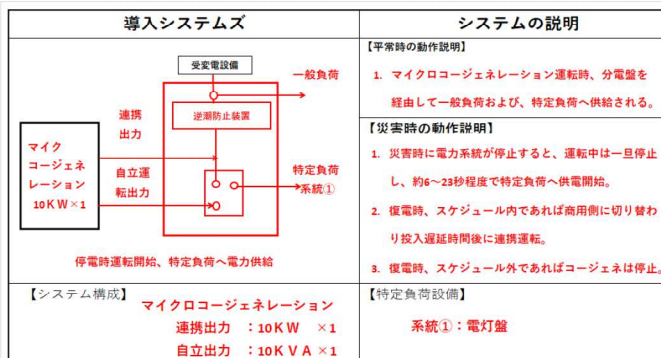 導入システムズ
システムの説明
受変電設備
一般負荷
逆潮防止装置
連携
出力
マイク
コージェネ
レーション
10KW×1
自立運
転出力
特定負荷
系統①
停電時運転開始、特定負荷へ電力供給
【平常時の動作説明】
1. マイクロコージェネレーション運転時、分電盤を
経由して一般負荷および、特定負荷へ供給される。
【災害時の動作説明】
1. 災害時に電力系統が停止すると、運転中は一旦停止
し、約6～23秒程度で特定負荷へ供電開始。
2. 復電時、スケジュール内であれば商用側に切り替わ
り投入遅延時間後に連携運転。
3. 復電時、スケジュール外であればコージェネは停止。
【システム構成】
マイクロコージェネレーション
連携出力 ：10KW ×1
自立出力 ：10KVA×1
【特定負荷設備】
系統①：電灯盤